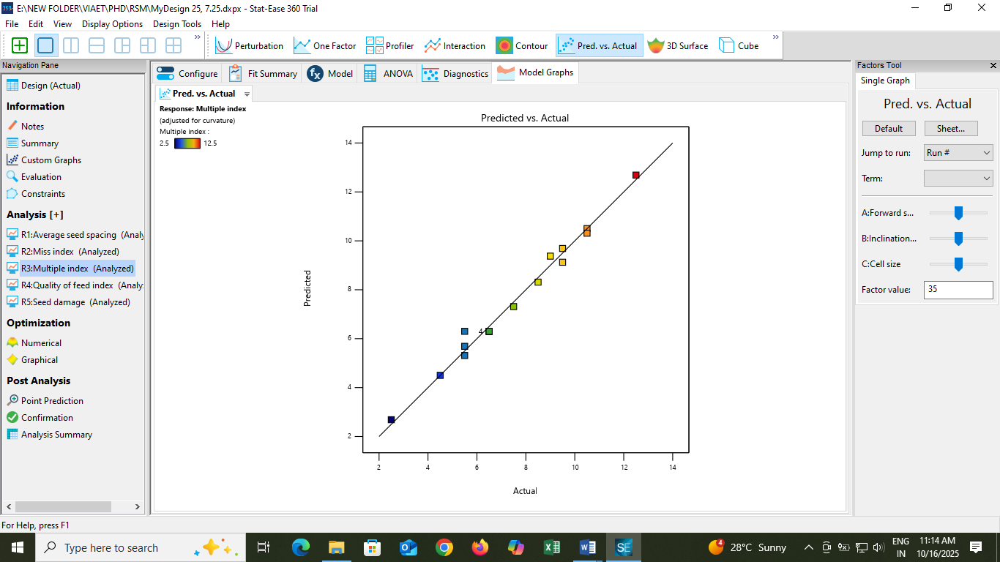 E:\NEW FOLDER\VIAET\PHD\RSM\MyDesign 25, 7.25.dxpx - Stat-Ease 360 Trial
File Edit View Display Options Design Tools Help
» Perturbation One Factor Profiler Interaction Contour Pred. vs. Actual 3D Surface Cube »
Navigation Pane
Design (Actual)
Information
Notes
Summary
Custom Graphs
Evaluation
Constraints
Analysis [+]
R1:Average seed spacing (Analy
R2:Miss index (Analyzed)
R3:Multiple index (Analyzed)
R4:Quality of feed index (Analy
R5:Seed damage (Analyzed)
Optimization
Numerical
Graphical
Post Analysis
Point Prediction
Confirmation
Analysis Summary
Configure Fit Summary Model ANOVA Diagnostics Model Graphs
Pred. vs. Actual
Response: Multiple index
(adjusted for curvature)
Multiple index :
2.5 12.5
Predicted vs. Actual
14
12
10
8
6
4
2
Predicted
4
2 4 6 8 10 12 14
Actual
Factors Tool
Single Graph
Pred. vs. Actual
Default Sheet...
Jump to run: Run #
Term:
A:Forward s...
B:Inclination...
C:Cell size
Factor value: 35
For Help, press F1
Type here to search
SE
4
28°C Sunny
ENG
IN
11:14 AM
10/16/2025